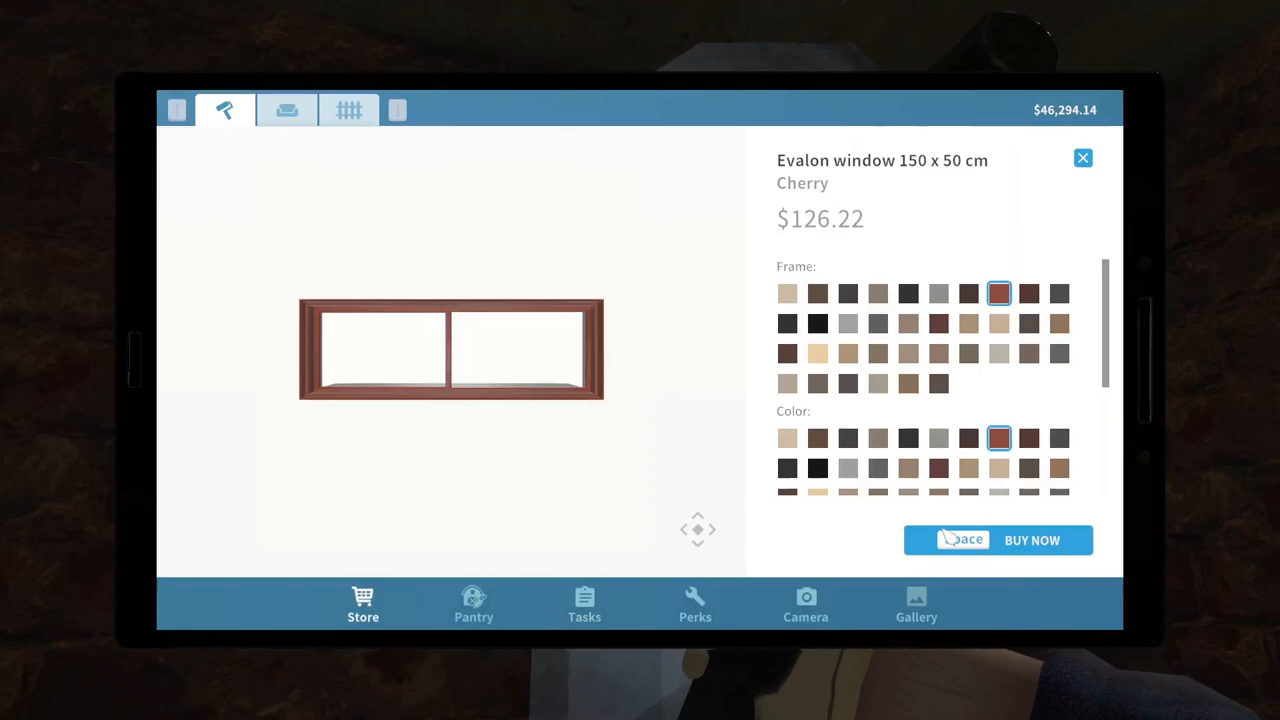 $46,294.14
Evalon window 150 x 50 cm
Cherry
$126.22
Frame:
Color:
BUY NOW
Store
Pantry
Tasks
Perks
Camera
Gallery